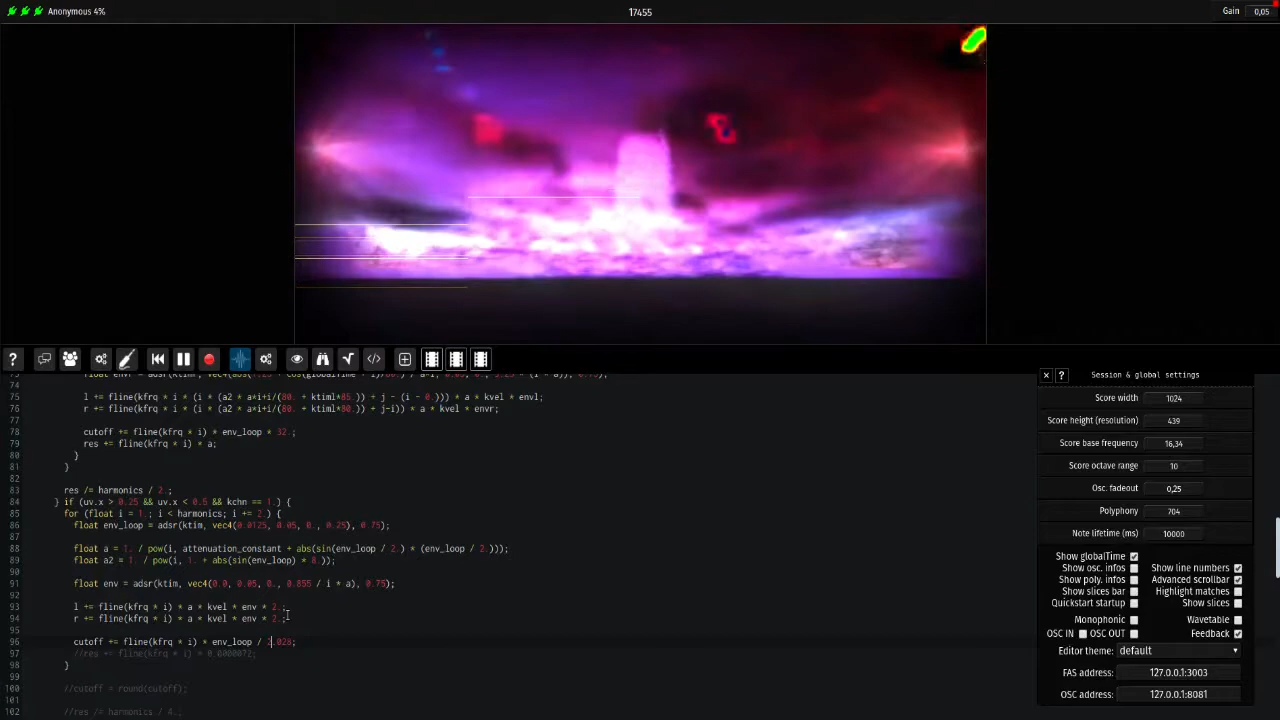 Anonymous 4%
17455
Gain 0,05
?
74
75 l += fline(kfrq * i * (i * (a2 * a*i+i/(80. + ktiml*85.)) + j - (i - 0.))) * a * kvel * envl;
76 r += fline(kfrq * i * (i * (a2 * a*i+i/(80. + ktiml*80.)) + j-i)) * a * kvel * envr;
77
78 cutoff += fline(kfrq * i) * env_loop * 32.;
79 res += fline(kfrq * i) * a;
80 }
81 }
82
83 res /= harmonics / 2.;
84 } if (uv.x > 0.25 && uv.x < 0.5 && kchn == 1.) {
85 for (float i = 1.; i < harmonics; i += 2.) {
86 float env_loop = adsr(ktim, vec4(0.0125, 0.05, 0., 0.25), 0.75);
87
88 float a = 1. / pow(i, attenuation_constant + abs(sin(env_loop / 2.) * (env_loop / 2.)));
89 float a2 = 1. / pow(i, 1. + abs(sin(env_loop) * 8.));
90
91 float env = adsr(ktim, vec4(0.0, 0.05, 0., 0.855 / i * a), 0.75);
92
93 l += fline(kfrq * i) * a * kvel * env * 2.;
94 r += fline(kfrq * i) * a * kvel * env * 2.;
95
96 cutoff += fline(kfrq * i) * env_loop / .028;
97 //res += fline(kfrq * i) * 0.0000072;
98 }
99
100 //cutoff = round(cutoff);
101
102 //res /= harmonics / 4.;
Session & global settings
Score width 1024
Score height (resolution) 439
Score base frequency 16,34
Score octave range 10
Osc. fadeout 0,25
Polyphony 704
Note lifetime (ms) 10000
Show globalTime
Show osc. infos Show line numbers
Show poly. infos Advanced scrollbar
Show slices bar Highlight matches
Quickstart startup Show slices
Monophonic Wavetable
OSC IN OSC OUT Feedback
Editor theme: default
FAS address: 127.0.0.1:3003
OSC address: 127.0.0.1:8081